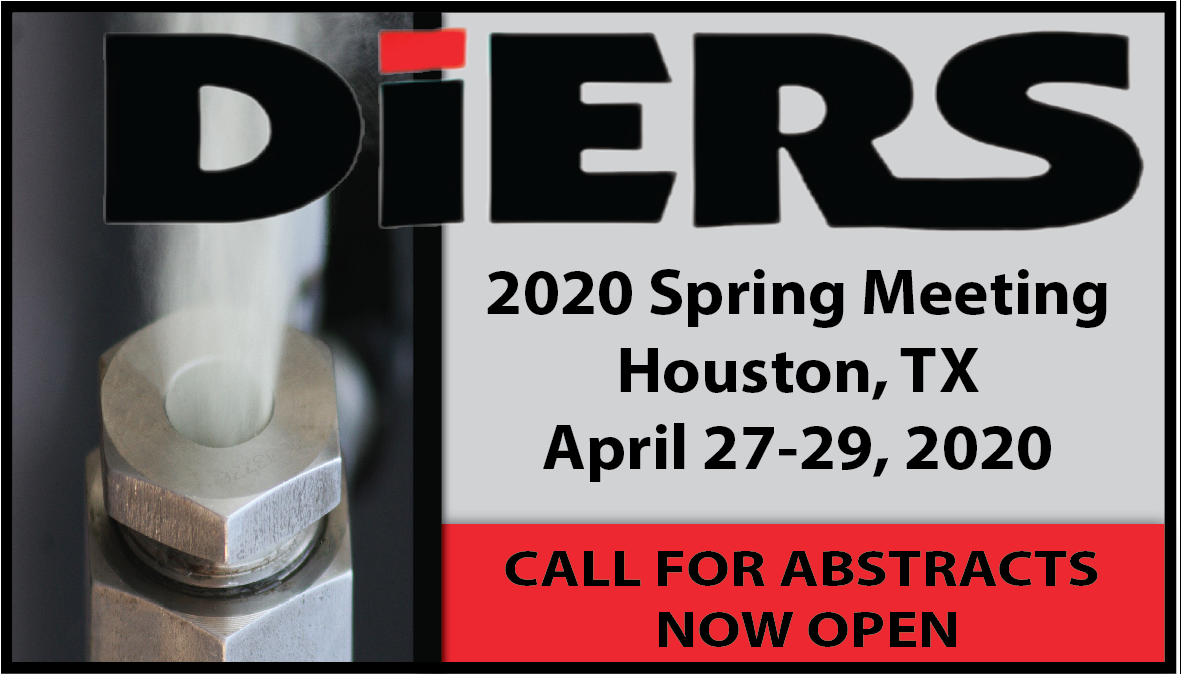 DiERS
2020 Spring Meeting
Houston, TX
April 27-29, 2020
CALL FOR ABSTRACTS
NOW OPEN